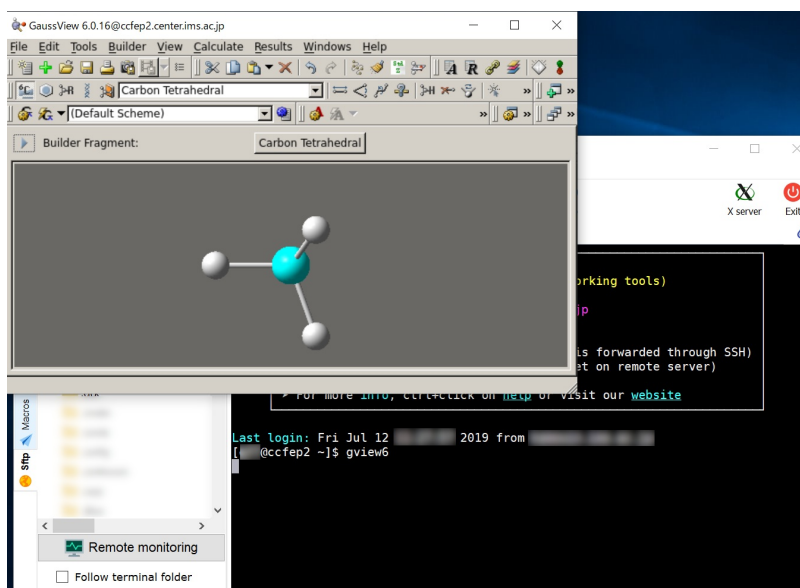 GaussView 6.0.16@ccfep2.center.ims.ac.jp
File Edit Tools Builder View Calculate Results Windows Help
Carbon Tetrahedral
(Default Scheme)
Builder Fragment:
Carbon Tetrahedral
X server
Exit
orking tools)
jp
is forwarded through SSH)
et on remote server)
➤ For more info, ctrl+click on help or visit our website
Macros
Sftp
Last login: Fri Jul 12 2019 from
[ @ccfep2 ~]$ gview6
Remote monitoring
Follow terminal folder